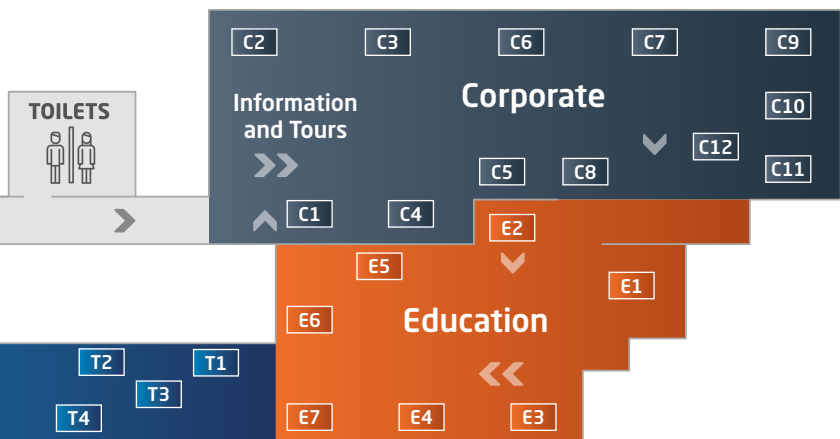 C2
C3
C6
C7
C9
Information
and Tours
Corporate
TOILETS
C10
C12
C5
C8
C11
C1
C4
E2
E5
E1
E6
Education
T2
T1
T3
T4
E7
E4
E3